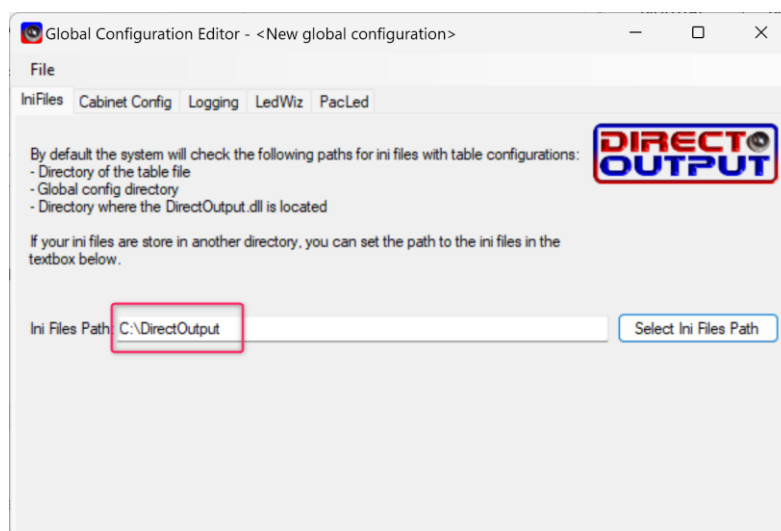 Global Configuration Editor - <New global configuration>
File
IniFiles Cabinet Config Logging LedWiz PacLed
DIRECT
OUTPUT
By default the system will check the following paths for ini files with table configurations:
- Directory of the table file
- Global config directory
- Directory where the DirectOutput.dll is located
If your ini files are store in another directory, you can set the path to the ini files in the
textbox below.
Ini Files Path: C:\DirectOutput Select Ini Files Path